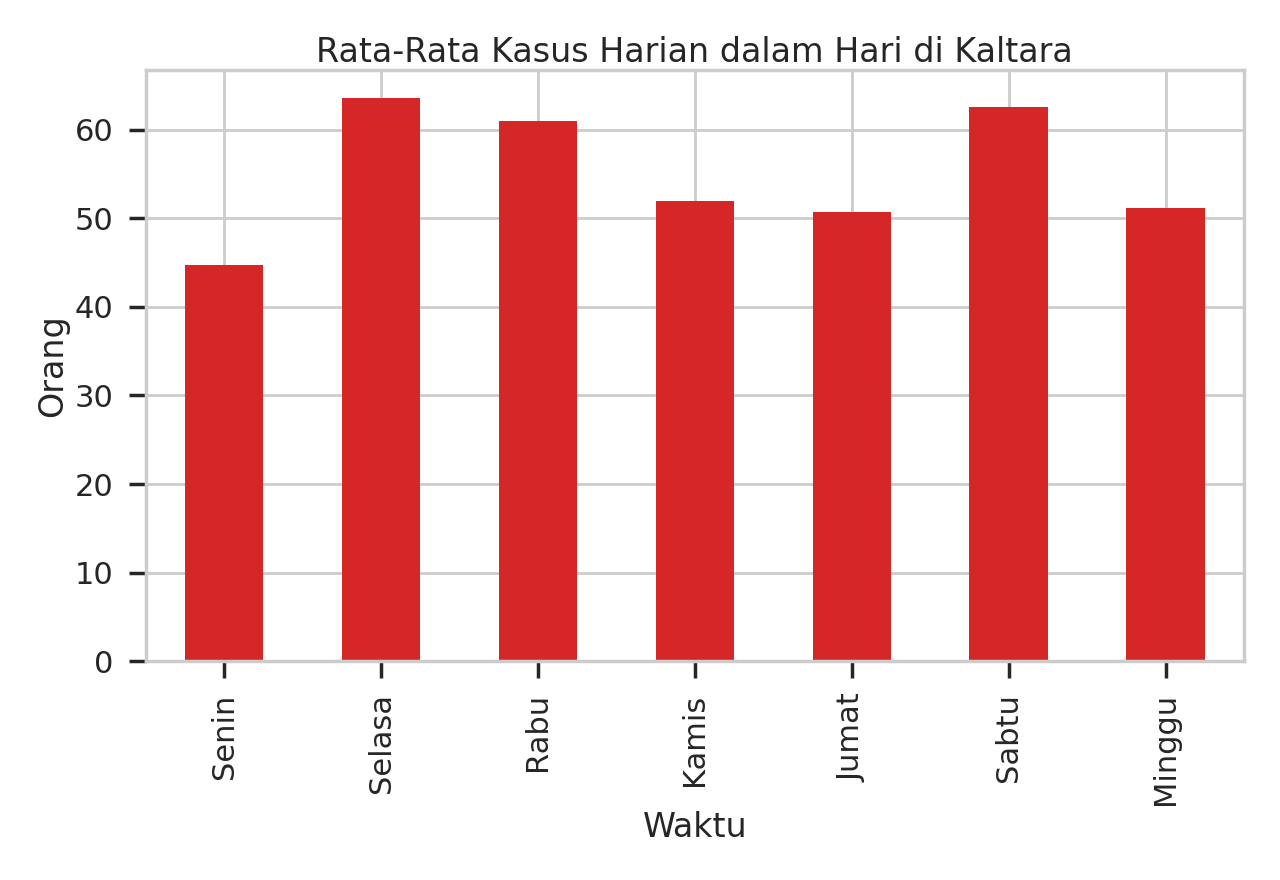 Rata-Rata Kasus Harian dalam Hari di Kaltara
Orang
60
50
40
30
20
10
0
Senin
Selasa
Rabu
Kamis
Jumat
Sabtu
Minggu
Waktu